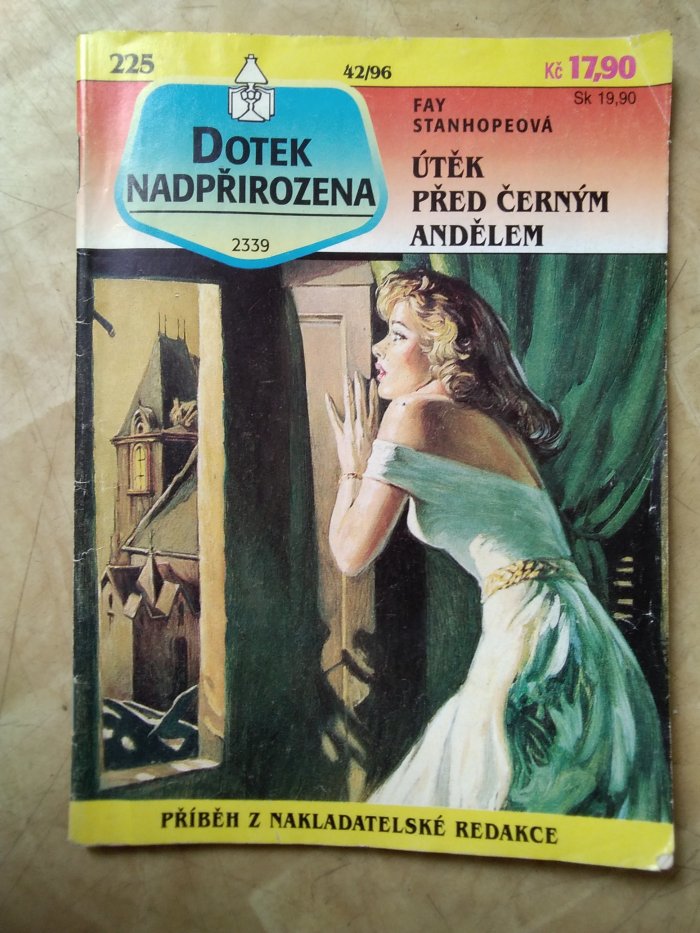 225
42/96
Kč 17,90
Sk 19,90
DOTEK
NADPŘIROZENA
2339
FAY
STANHOPEOVÁ
ÚTĚK
PŘED ČERNÝM
ANDĚLEM
PŘÍBĚH Z NAKLADATELSKÉ REDAKCE